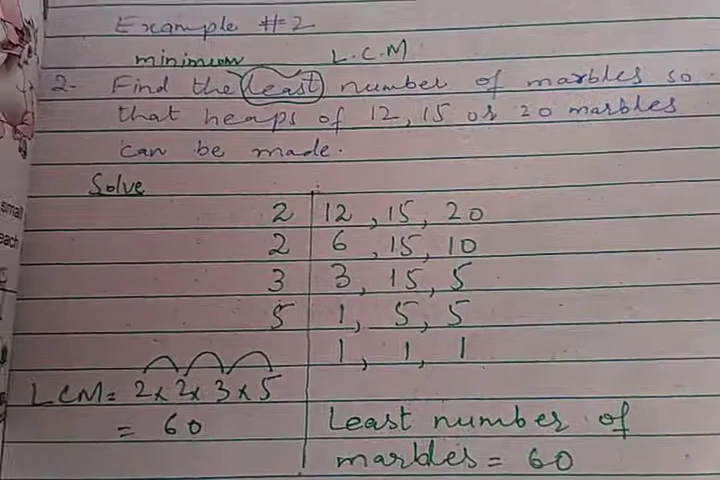 Example #2
minimum L.C.M
2- Find the least number of marbles so
that heaps of 12, 15 or 20 marbles
can be made.
Solve
2 | 12, 15, 20
2 | 6, 15, 10
3 | 3, 15, 5
5 | 1, 5, 5
1, 1, 1
LCM = 2 x 2 x 3 x 5
= 60
Least number of
marbles = 60
small
each